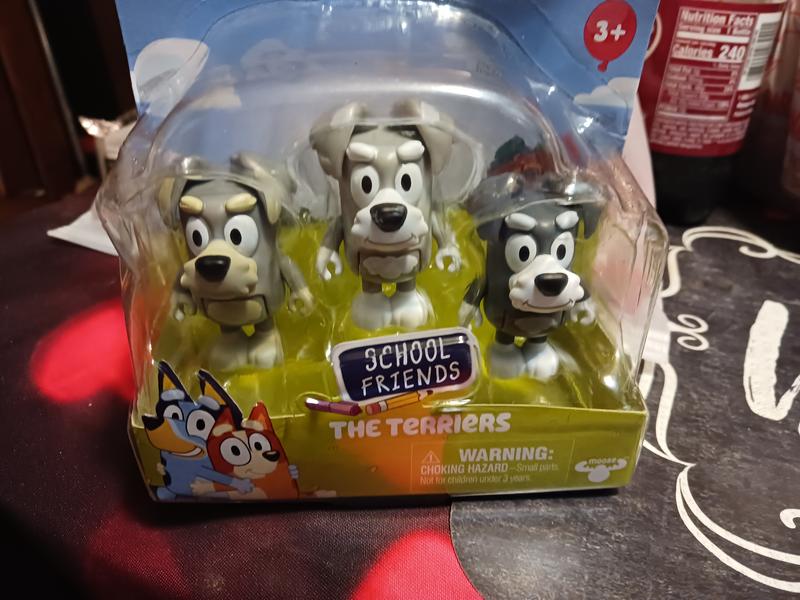 3+
Nutrition Facts
Calories 240
SCHOOL
FRIENDS
THE TERRIERS
WARNING:
CHOKING HAZARD—Small parts.
Not for children under 3 years.
moose